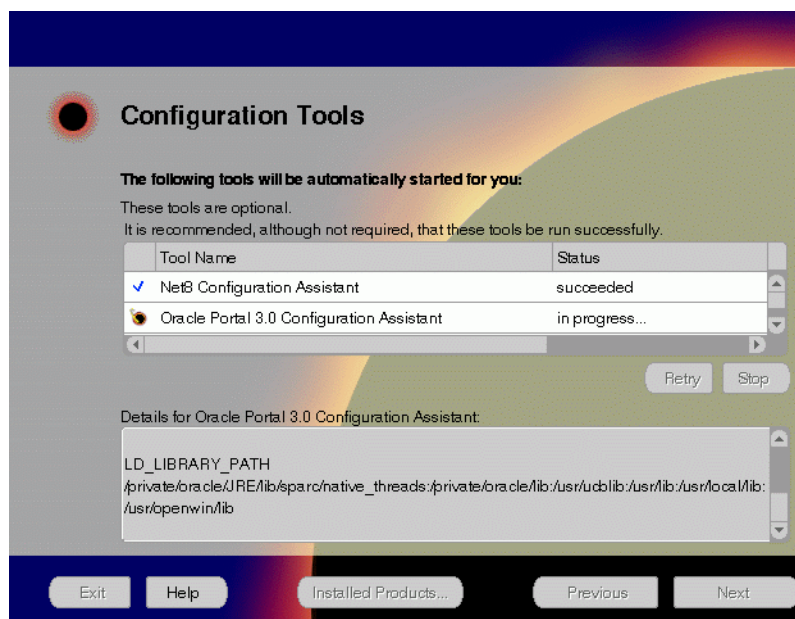 Configuration Tools
The following tools will be automatically started for you:
These tools are optional.
It is recommended, although not required, that these tools be run successfully.
Tool Name Status
Net8 Configuration Assistant succeeded
Oracle Portal 3.0 Configuration Assistant in progress...
Retry Stop
Details for Oracle Portal 3.0 Configuration Assistant:
LD_LIBRARY_PATH
/private/oracle/JRE/lib/sparc/native_threads:/private/oracle/lib:/usr/ucblib:/usr/lib:/usr/local/lib:
/usr/openwin/lib
Exit Help Installed Products... Previous Next